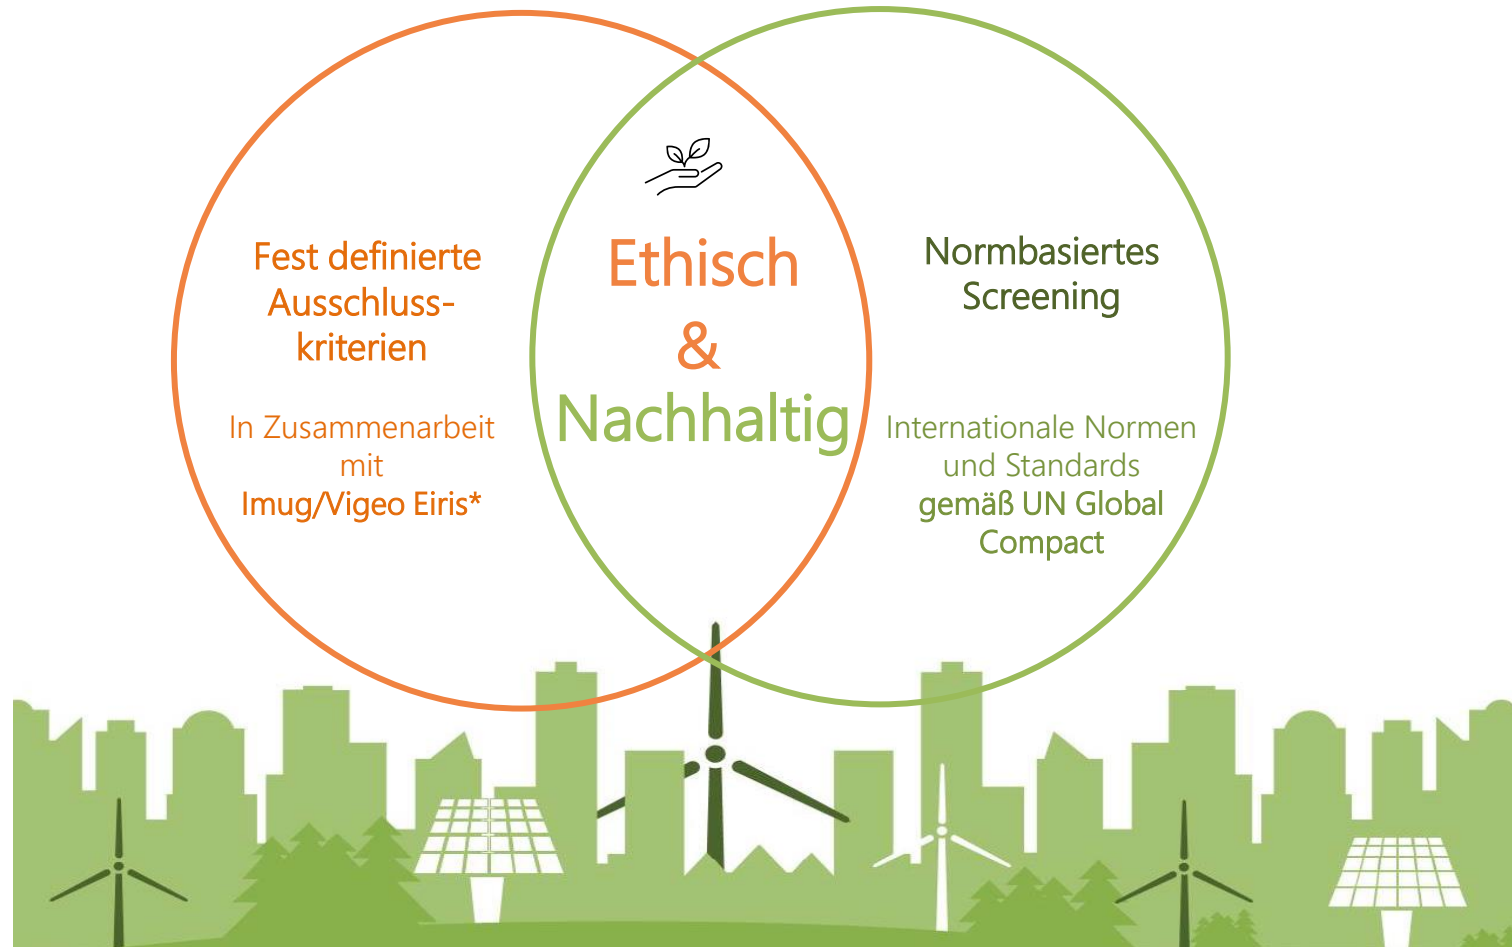 Fest definierte
Ausschluss-
kriterien
In Zusammenarbeit
mit
Imug/Vigeo Eiris*
Ethisch
&
Nachhaltig
Normbasiertes
Screening
Internationale Normen
und Standards
gemäß UN Global
Compact